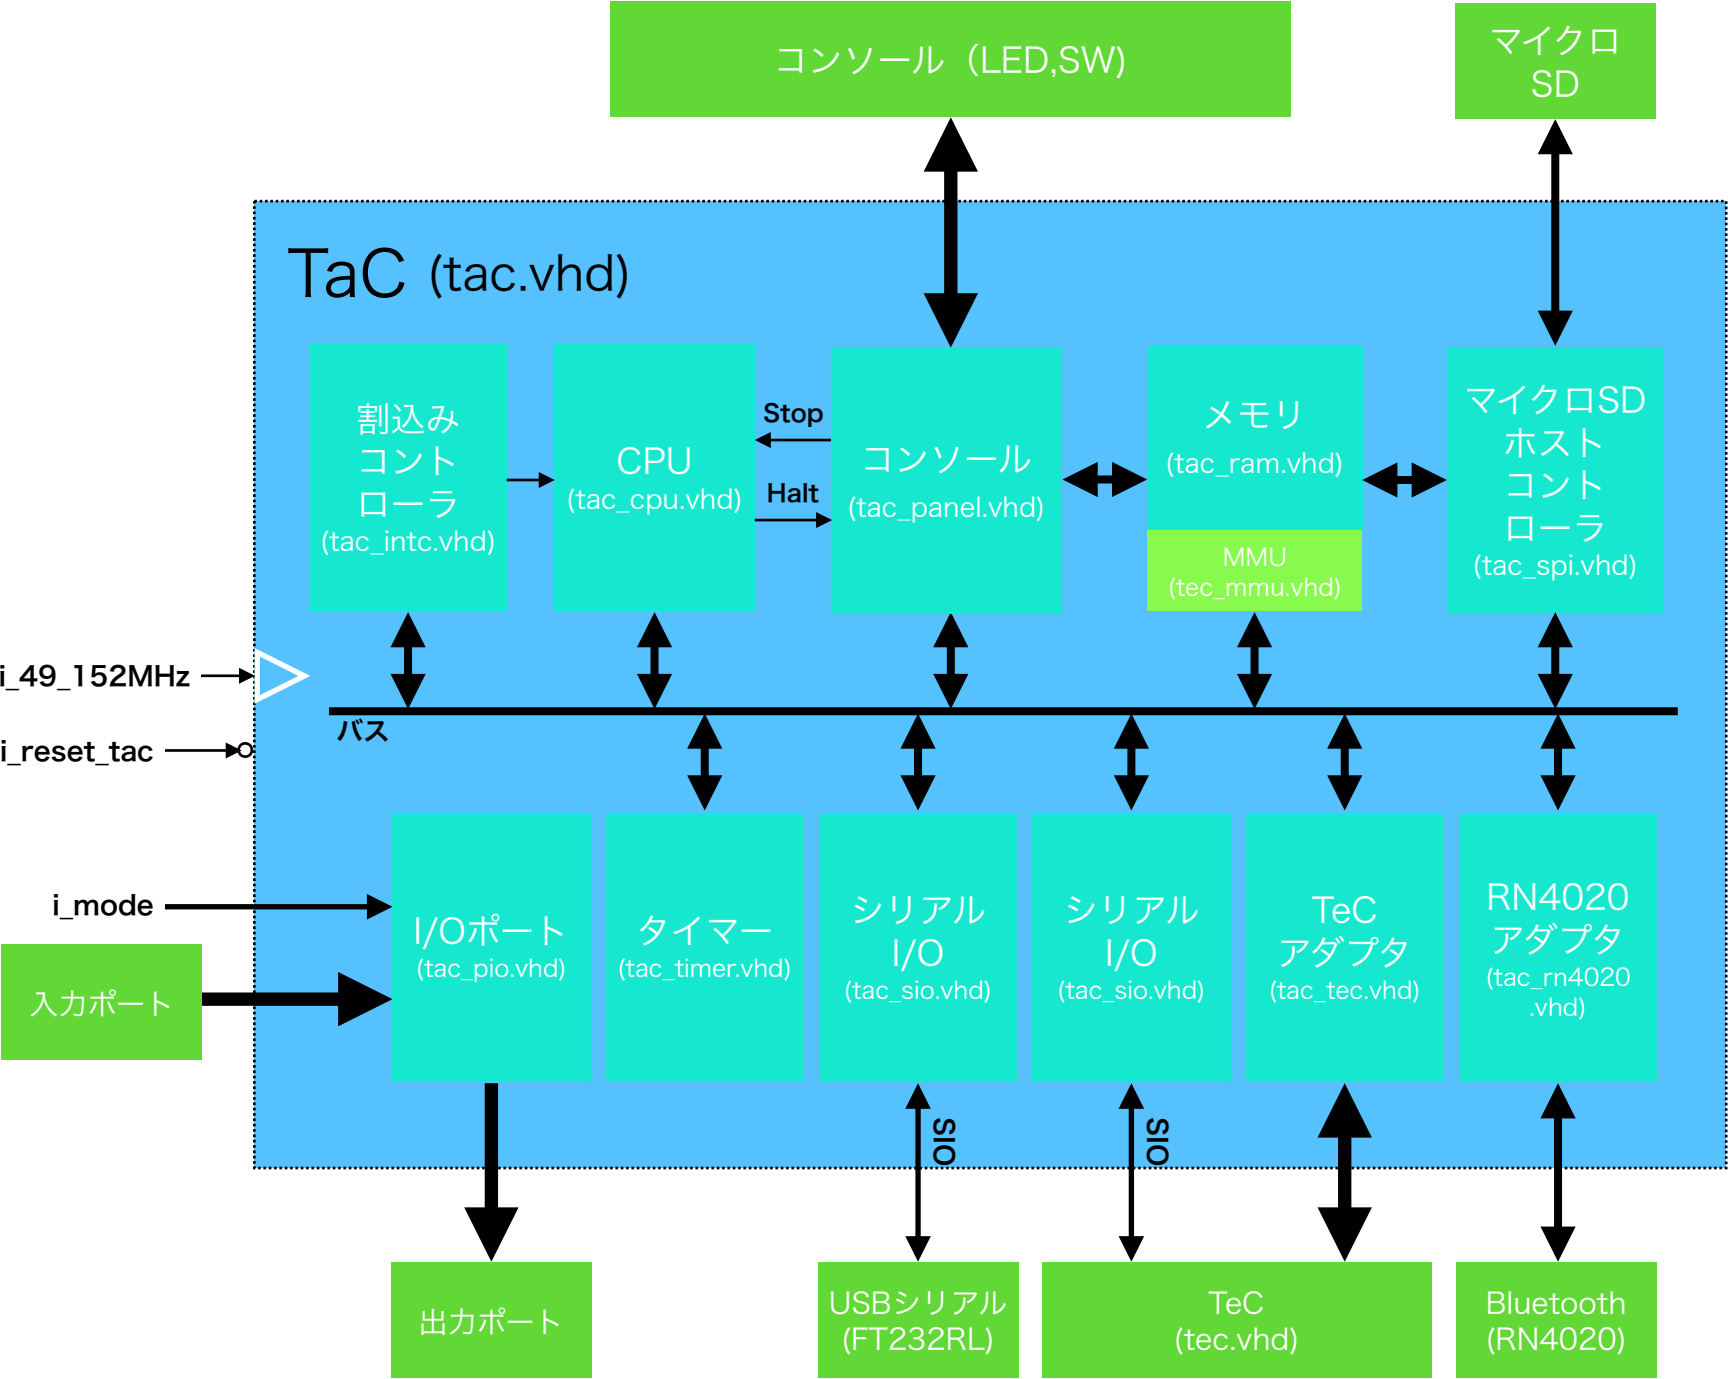 コンソール（LED,SW)
マイクロ
SD
TaC (tac.vhd)
割込み
コント
ローラ
(tac_intc.vhd)
CPU
(tac_cpu.vhd)
Stop
Halt
コンソール
(tac_panel.vhd)
メモリ
(tac_ram.vhd)
MMU
(tec_mmu.vhd)
マイクロSD
ホスト
コント
ローラ
(tac_spi.vhd)
i_49_152MHz
バス
i_reset_tac
i_mode
入力ポート
I/Oポート
(tac_pio.vhd)
タイマー
(tac_timer.vhd)
シリアル
I/O
(tac_sio.vhd)
シリアル
I/O
(tac_sio.vhd)
TeC
アダプタ
(tac_tec.vhd)
RN4020
アダプタ
(tac_rn4020
.vhd)
SIO
SIO
出力ポート
USBシリアル
(FT232RL)
TeC
(tec.vhd)
Bluetooth
(RN4020)